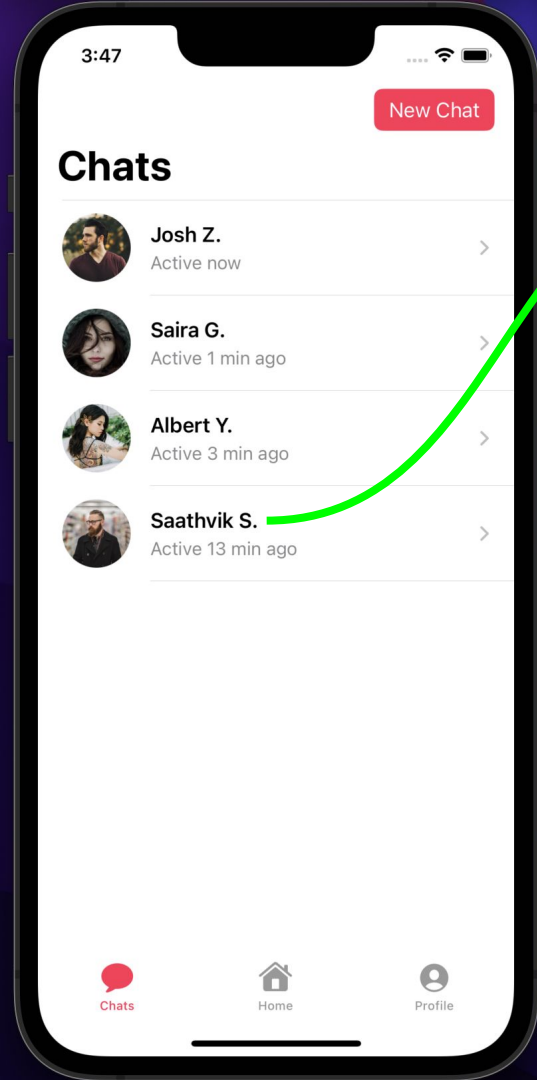 3:47
New Chat
Chats
Josh Z.
Active now
Saira G.
Active 1 min ago
Albert Y.
Active 3 min ago
Saathvik S.
Active 13 min ago
Chats
Home
Profile